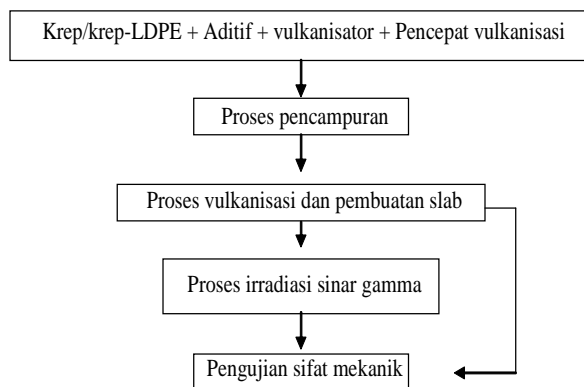 Krep/krep-LDPE + Aditif + vulkanisator + Pencepat vulkanisasi
Proses pencampuran
Proses vulkanisasi dan pembuatan slab
Proses irradiasi sinar gamma
Pengujian sifat mekanik